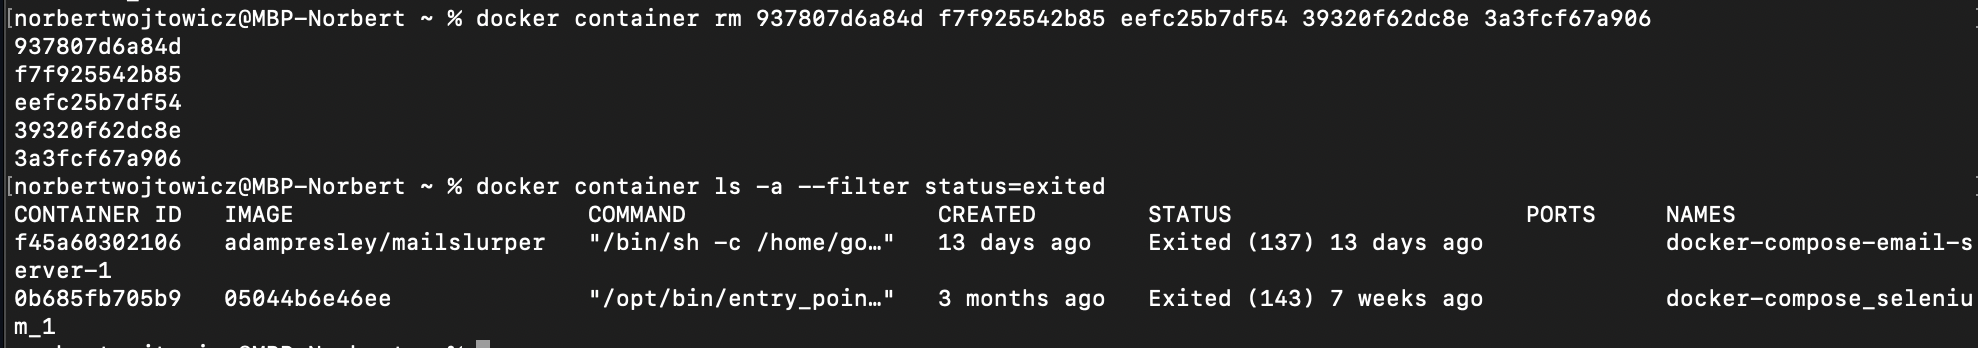 [norbertwojtowicz@MBP-Norbert ~ % docker container rm 937807d6a84d f7f925542b85 eefc25b7df54 39320f62dc8e 3a3fcf67a906
937807d6a84d
f7f925542b85
eefc25b7df54
39320f62dc8e
3a3fcf67a906
[norbertwojtowicz@MBP-Norbert ~ % docker container ls -a --filter status=exited
CONTAINER ID   IMAGE                     COMMAND                  CREATED        STATUS                     PORTS     NAMES
f45a60302106   adampresley/mailslurper   "/bin/sh -c /home/go…"   13 days ago    Exited (137) 13 days ago             docker-compose-email-s
erver-1
0b685fb705b9   05044b6e46ee              "/opt/bin/entry_poin…"   3 months ago   Exited (143) 7 weeks ago             docker-compose_seleniu
m_1